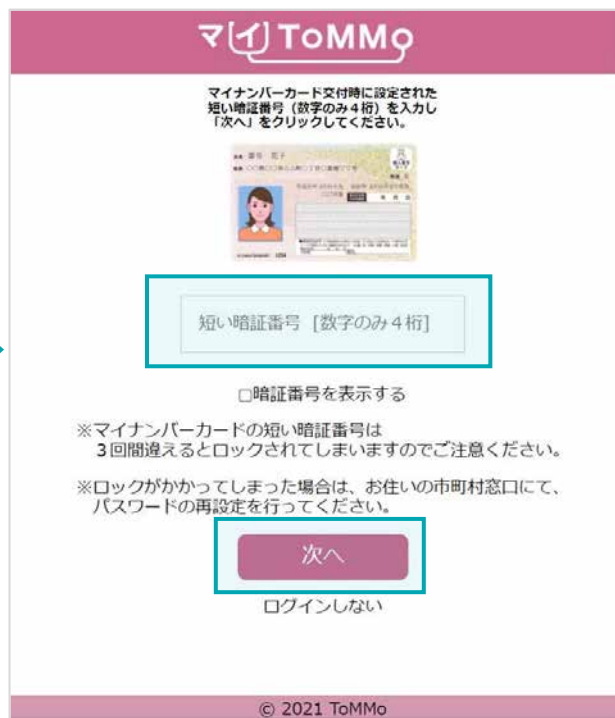 マ[イ] ToMMo
マイナンバーカード交付時に設定された
短い暗証番号（数字のみ４桁）を入力し
「次へ」をクリックしてください。
短い暗証番号［数字のみ４桁］
□暗証番号を表示する
※マイナンバーカードの短い暗証番号は
３回間違えるとロックされてしまいますのでご注意ください。
※ロックがかかってしまった場合は、お住いの市町村窓口にて、
パスワードの再設定を行ってください。
次へ
ログインしない
© 2021 ToMMo